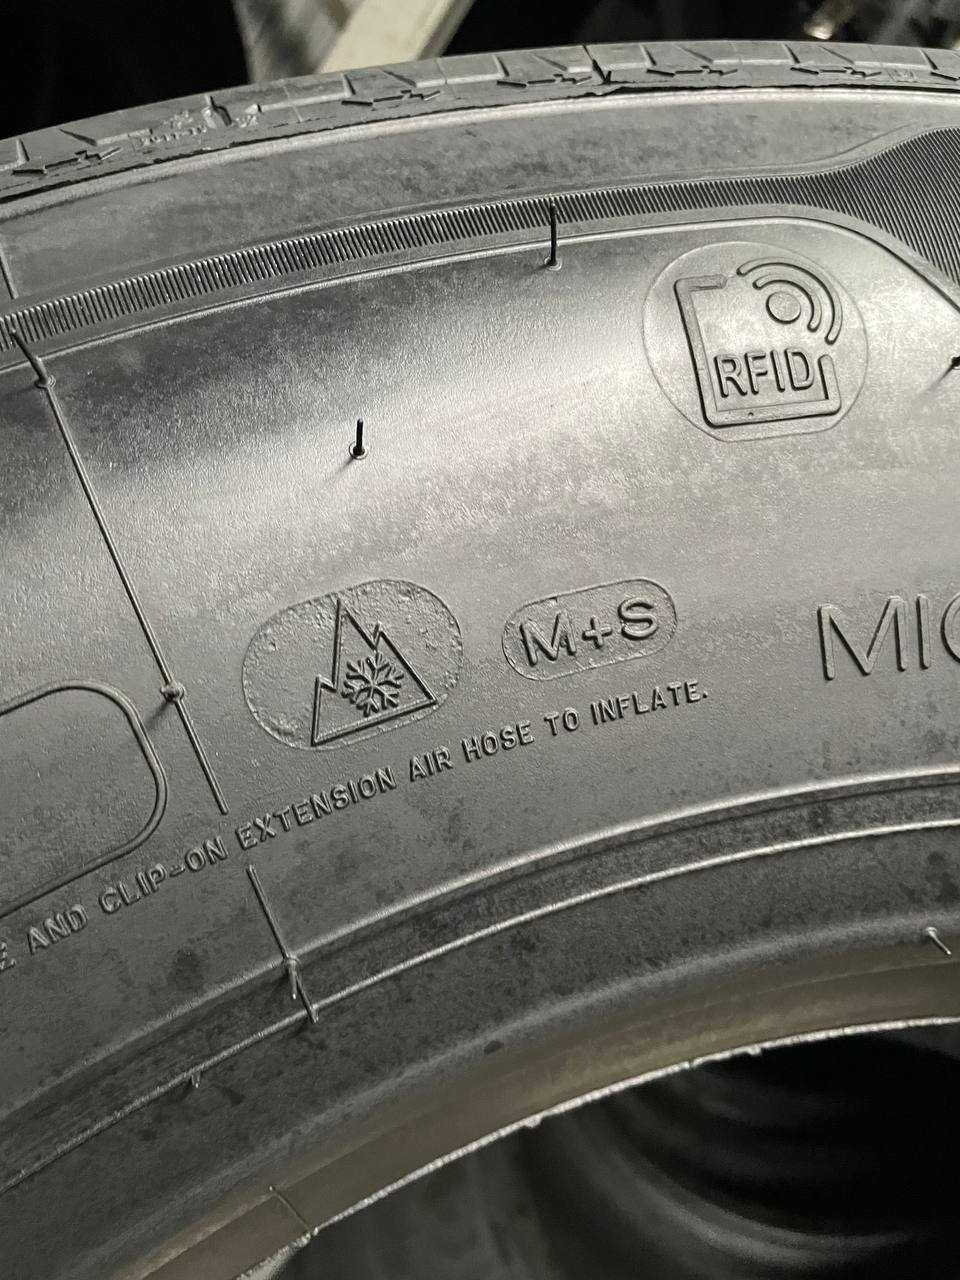 RFID
M+S
MIC
AND CLIP-ON EXTENSION AIR HOSE TO INFLATE.